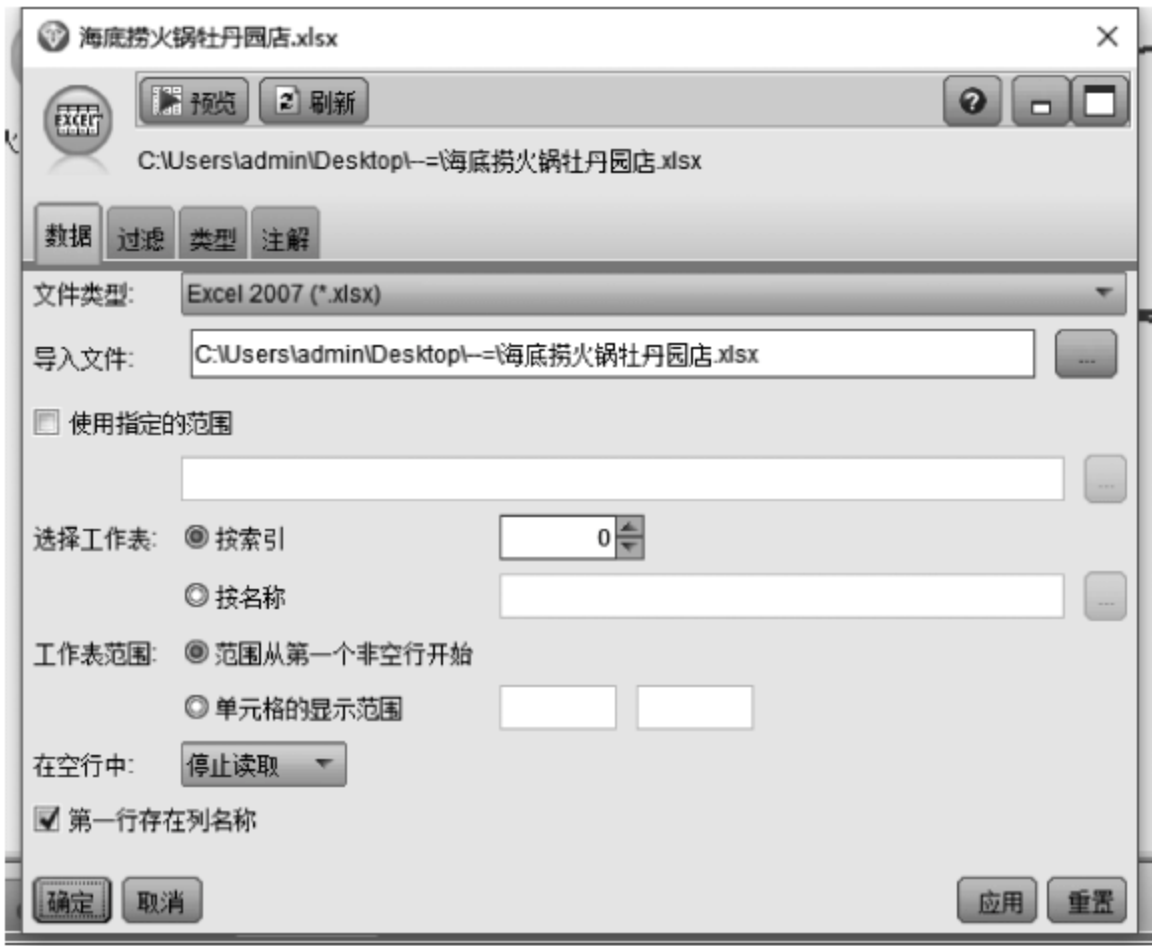 海底捞火锅牡丹园店.xlsx
预览 刷新
EXCEL
C:\Users\admin\Desktop\--=\海底捞火锅牡丹园店.xlsx
数据 过滤 类型 注解
文件类型: Excel 2007 (*.xlsx)
导入文件: C:\Users\admin\Desktop\--=\海底捞火锅牡丹园店.xlsx ...
使用指定的范围
...
选择工作表: 按索引 0
按名称 ...
工作表范围: 范围从第一个非空行开始
单元格的显示范围
在空行中: 停止读取
第一行存在列名称
确定 取消 应用 重置